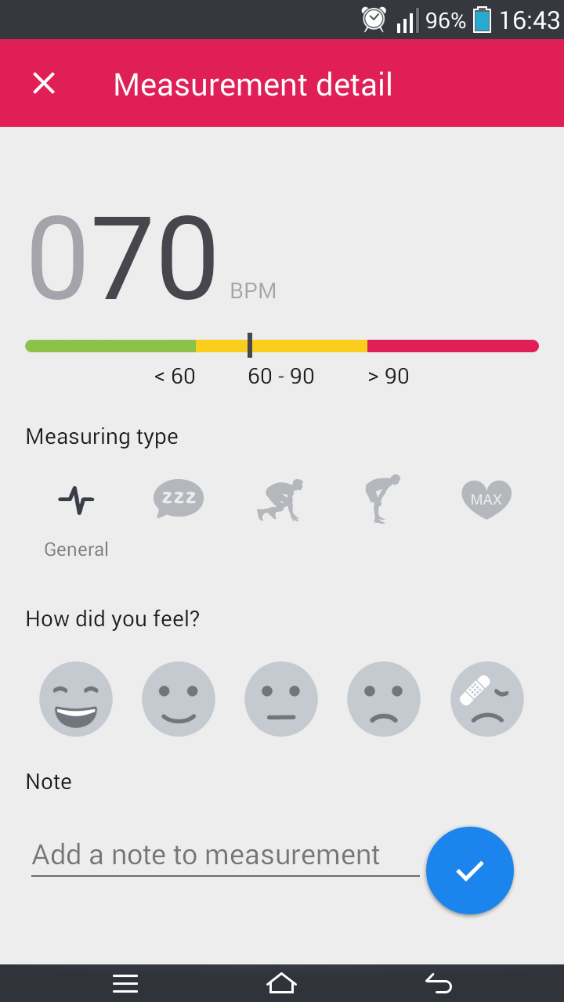 96% 16:43
Measurement detail
070 BPM
< 60 60 - 90 > 90
Measuring type
zzz MAX
General
How did you feel?
Note
Add a note to measurement